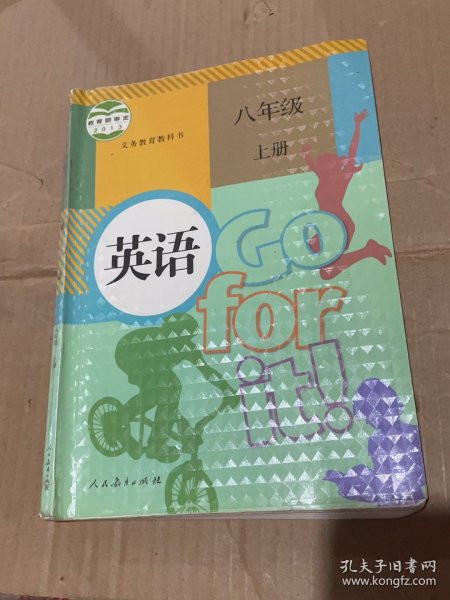 教育部审定
2013
义务教育教科书
八年级
上册
英语
Go
for
it!
人民教育出版社
孔夫子旧书网
www.kongfz.com